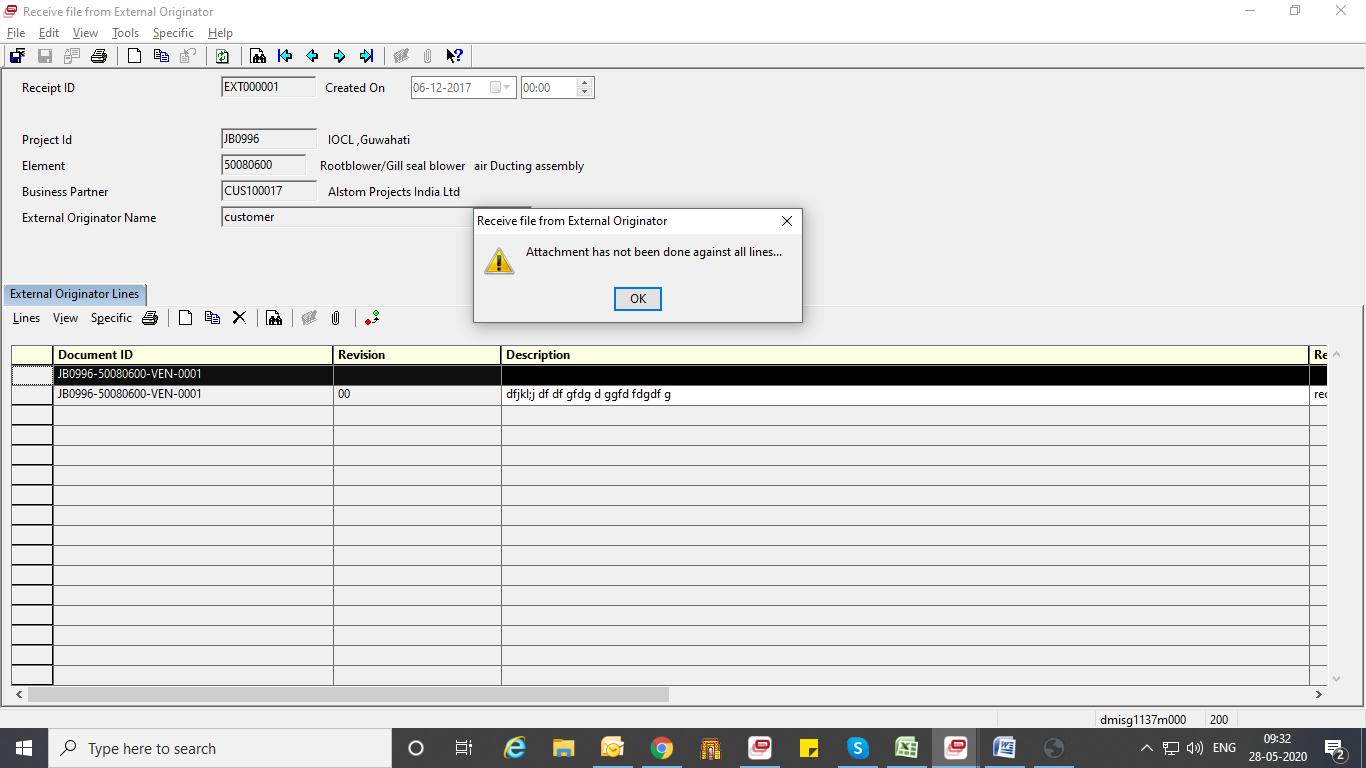 Receive file from External Originator
File Edit View Tools Specific Help
Receipt ID EXT000001 Created On 06-12-2017 00:00
Project Id JB0996 IOCL ,Guwahati
Element 50080600 Rootblower/Gill seal blower air Ducting assembly
Business Partner CUS100017 Alstom Projects India Ltd
External Originator Name customer
Receive file from External Originator
Attachment has not been done against all lines...
OK
External Originator Lines
Lines View Specific
Document ID Revision Description Re
JB0996-50080600-VEN-0001
JB0996-50080600-VEN-0001 00 dfjkl;j df df gfdg d ggfd fdgdf g rec
dmisg1137m000 200
Type here to search
ENG
09:32
28-05-2020
2